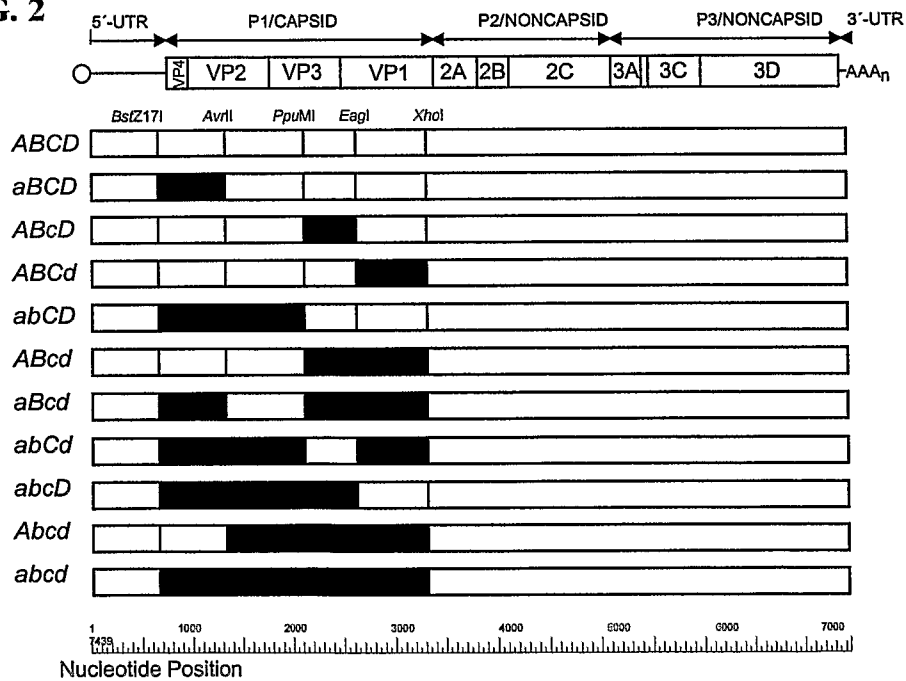 G. 2
5´-UTR P1/CAPSID P2/NONCAPSID P3/NONCAPSID 3´-UTR
VP4 VP2 VP3 VP1 2A 2B 2C 3A 3C 3D AAAn
BstZ17I AvrII PpuMI EagI XhoI
ABCD
aBCD
ABcD
ABCd
abCD
ABcd
aBcd
abCd
abcD
Abcd
abcd
1 1000 2000 3000 4000 5000 6000 7000
7439
Nucleotide Position